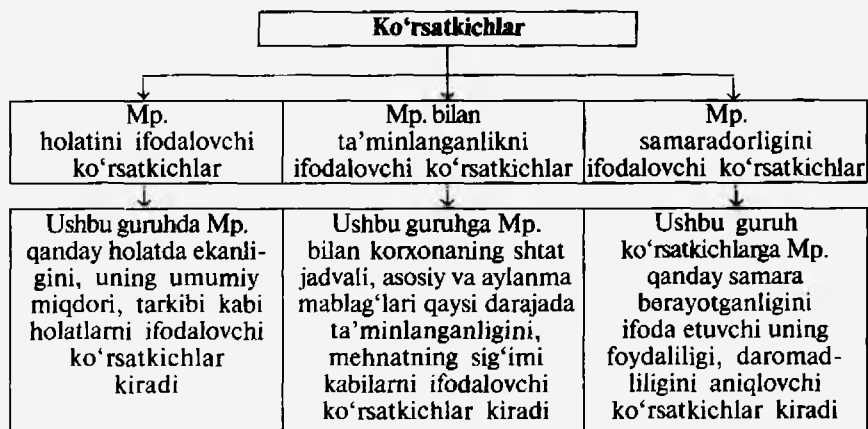 Ko‘rsatkichlar
Mp.
holatini ifodalovchi
ko‘rsatkichlar
Mp. bilan
ta’minlanganlikni
ifodalovchi ko‘rsatkichlar
Mp.
samaradorligini
ifodalovchi ko‘rsatkichlar
Ushbu guruhda Mp.
qanday holatda ekanli-
gini, uning umumiy
miqdori, tarkibi kabi
holatlarni ifodalovchi
ko‘rsatkichlar
kiradi
Ushbu guruhga Mp.
bilan korxonaning shtat
jadvali, asosiy va aylanma
mablag‘lari qaysi darajada
ta’minlanganligini,
mehnatning sig‘imi
kabilarni ifodalovchi
ko‘rsatkichlar kiradi
Ushbu guruh
ko‘rsatkichlarga Mp.
qanday samara
berayotganligini
ifoda etuvchi uning
foydaliligi, daromad-
liligini aniqlovchi
ko‘rsatkichlar kiradi